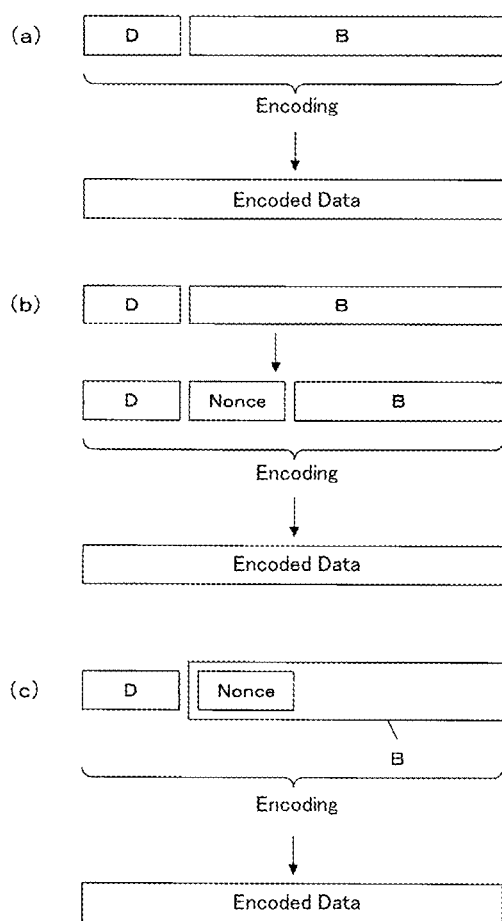 (a) D B
Encoding
Encoded Data
(b) D B
D Nonce B
Encoding
Encoded Data
(c) D Nonce
B
Encoding
Encoded Data